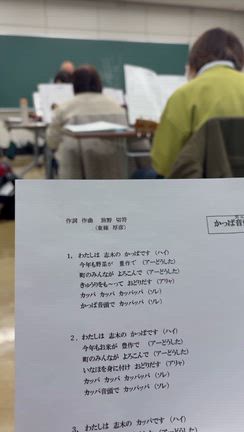 かっぱ音
作詞 作曲
1. わたしは 志木の かっぱです (ハイ)
今年も野菜が 豊作で (アーどうした)
町のみんなが よろこんで (アーどうした)
きゅうりをもーって おどりだす (アリャ)
カッパ カッパ カッパッパ (ソレ)
かっぱ音頭で カッパッパ (ソレ)
2. わたしは 志木の かっぱです (ハイ)
今年もお米が 豊作で (アーどうした)
町のみんなが よろこんで (アーどうした)
いなほを身に付け おどりだす (アリャ)
カッパ カッパ カッパッパ (ソレ)
カッパ音頭で カッパッパ (ソレ)
3. わたしは 志木の カッパです (ハイ)